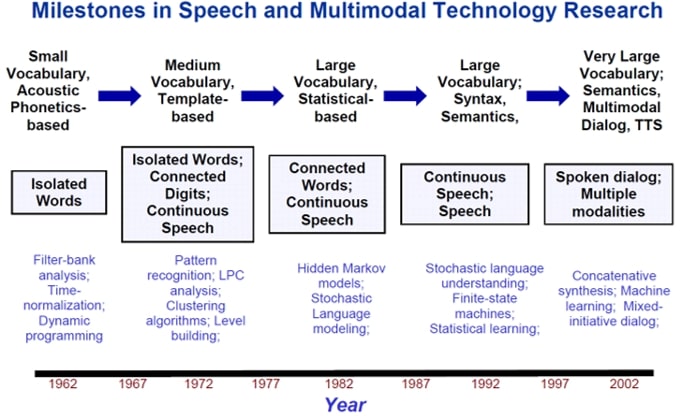 Milestones in Speech and Multimodal Technology Research
Small
Vocabulary,
Acoustic
Phonetics-
based
Medium
Vocabulary,
Template-
based
Large
Vocabulary,
Statistical-
based
Large
Vocabulary;
Syntax,
Semantics,
Very Large
Vocabulary;
Semantics,
Multimodal
Dialog, TTS
Isolated
Words
Isolated Words;
Connected
Digits;
Continuous
Speech
Connected
Words;
Continuous
Speech
Continuous
Speech;
Speech
Spoken dialog;
Multiple
modalities
Filter-bank
analysis;
Time-
normalization;
Dynamic
programming
Pattern
recognition; LPC
analysis;
Clustering
algorithms; Level
building;
Hidden Markov
models;
Stochastic
Language
modeling;
Stochastic language
understanding;
Finite-state
machines;
Statistical learning;
Concatenative
synthesis; Machine
learning; Mixed-
initiative dialog;
1962 1967 1972 1977 1982 1987 1992 1997 2002
Year